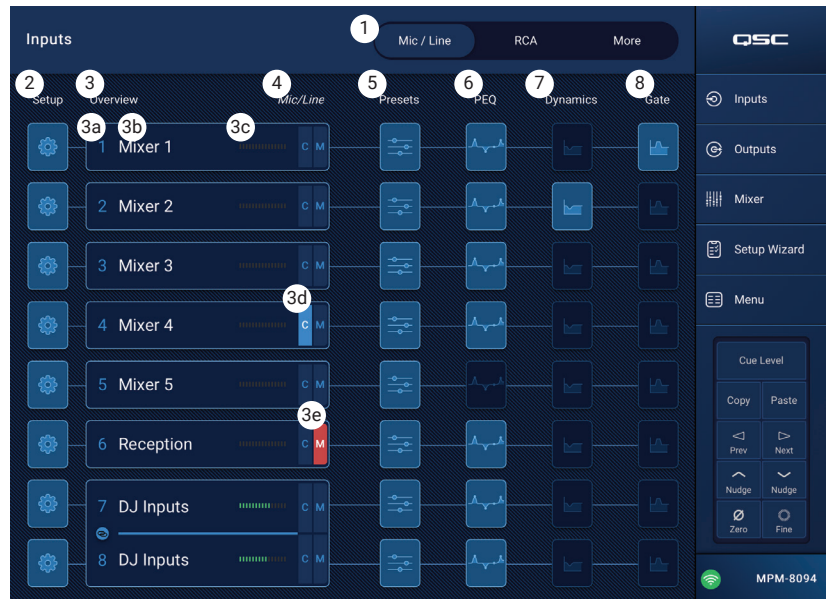 Inputs
1
Mic / Line
RCA
More
QSC
2
3
4
5
6
7
8
Setup
Overview
Mic/Line
Presets
PEQ
Dynamics
Gate
3a
3b
3c
1 Mixer 1 C M
2 Mixer 2 C M
3 Mixer 3 C M
3d
4 Mixer 4 C M
5 Mixer 5 C M
3e
6 Reception C M
7 DJ Inputs C M
8 DJ Inputs C M
Inputs
Outputs
Mixer
Setup Wizard
Menu
Cue Level
Copy Paste
Prev Next
Nudge Nudge
Zero Fine
MPM-8094